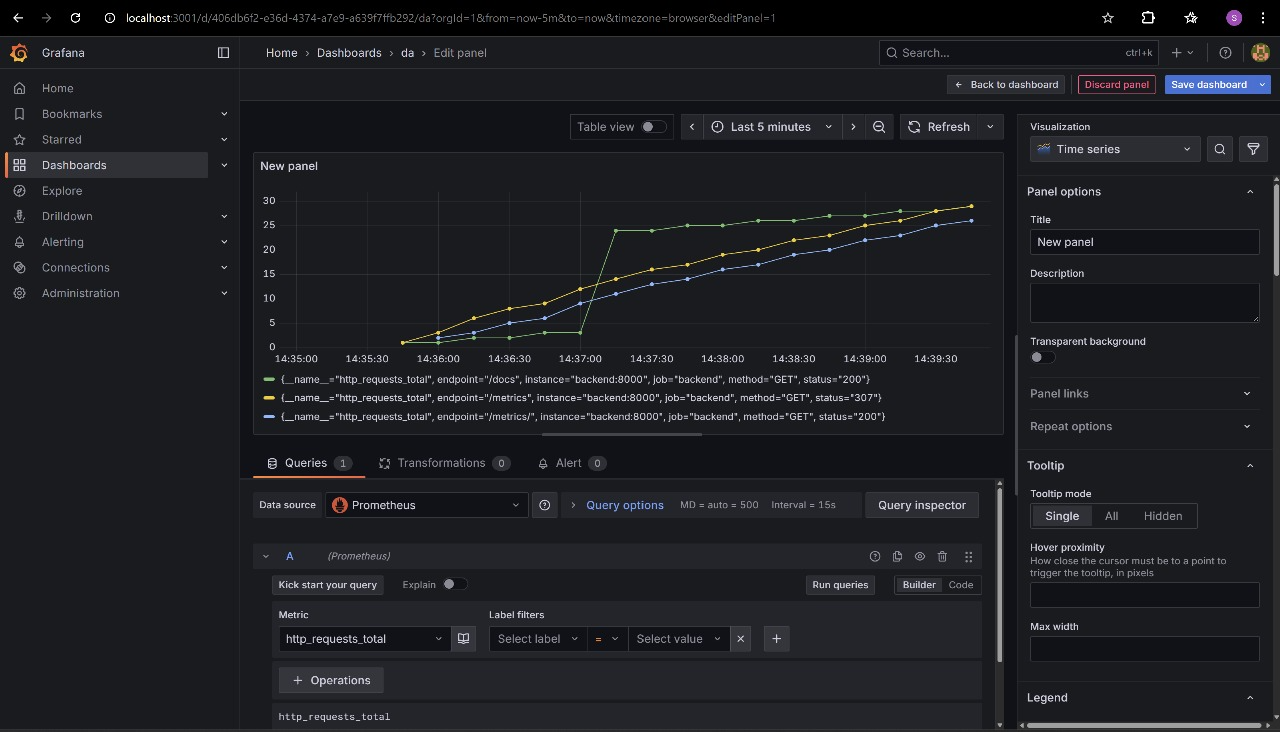 localhost:3001/d/406db6f2-e36d-4374-a7e9-a639f7ffb292/da?orgId=1&from=now-5m&to=now&timezone=browser&editPanel=1
S
Grafana
Home › Dashboards › da › Edit panel
Search... ctrl+k
Back to dashboard
Discard panel
Save dashboard
Home
Bookmarks
Starred
Dashboards
Explore
Drilldown
Alerting
Connections
Administration
Table view
Last 5 minutes
Refresh
New panel
30
25
20
15
10
5
0
14:35:00 14:35:30 14:36:00 14:36:30 14:37:00 14:37:30 14:38:00 14:38:30 14:39:00 14:39:30
{__name__="http_requests_total", endpoint="/docs", instance="backend:8000", job="backend", method="GET", status="200"}
{__name__="http_requests_total", endpoint="/metrics", instance="backend:8000", job="backend", method="GET", status="307"}
{__name__="http_requests_total", endpoint="/metrics/", instance="backend:8000", job="backend", method="GET", status="200"}
Queries 1
Transformations 0
Alert 0
Data source
Prometheus
Query options MD = auto = 500 Interval = 15s
Query inspector
A (Prometheus)
Kick start your query
Explain
Run queries
Builder Code
Metric
Label filters
http_requests_total
Select label = Select value
+ Operations
http_requests_total
Visualization
Time series
Panel options
Title
New panel
Description
Transparent background
Panel links
Repeat options
Tooltip
Tooltip mode
Single All Hidden
Hover proximity
How close the cursor must be to a point to
trigger the tooltip, in pixels
Max width
Legend